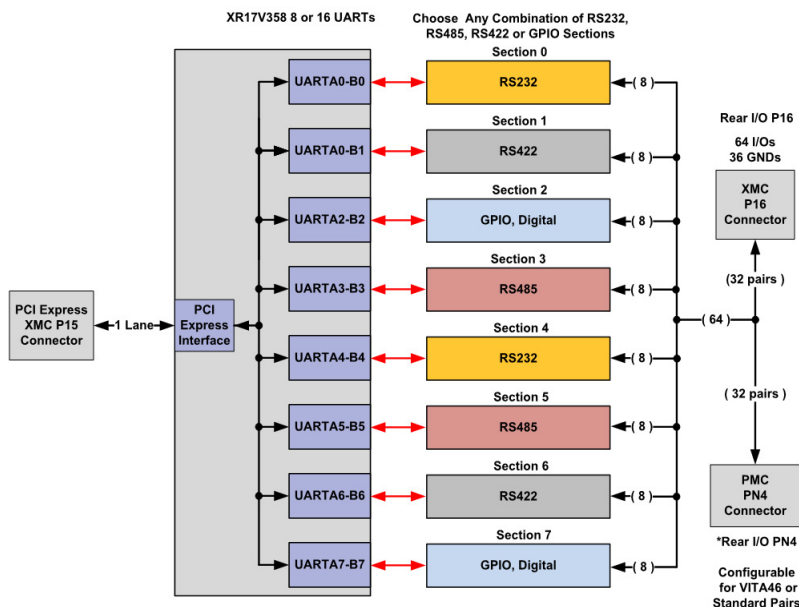 XR17V358 8 or 16 UARTs
Choose Any Combination of RS232,
RS485, RS422 or GPIO Sections
Section 0
UARTA0-B0
RS232
( 8 )
Section 1
UARTA0-B1
RS422
( 8 )
Section 2
UARTA2-B2
GPIO, Digital
( 8 )
Section 3
UARTA3-B3
RS485
( 8 )
Section 4
UARTA4-B4
RS232
( 8 )
Section 5
UARTA5-B5
RS485
( 8 )
Section 6
UARTA6-B6
RS422
( 8 )
Section 7
UARTA7-B7
GPIO, Digital
( 8 )
PCI Express
XMC P15
Connector
1 Lane
PCI
Express
Interface
( 64 )
Rear I/O P16
64 I/Os
36 GNDs
XMC
P16
Connector
(32 pairs)
( 32 pairs )
PMC
PN4
Connector
*Rear I/O PN4
Configurable
for VITA46 or
Standard Pairs